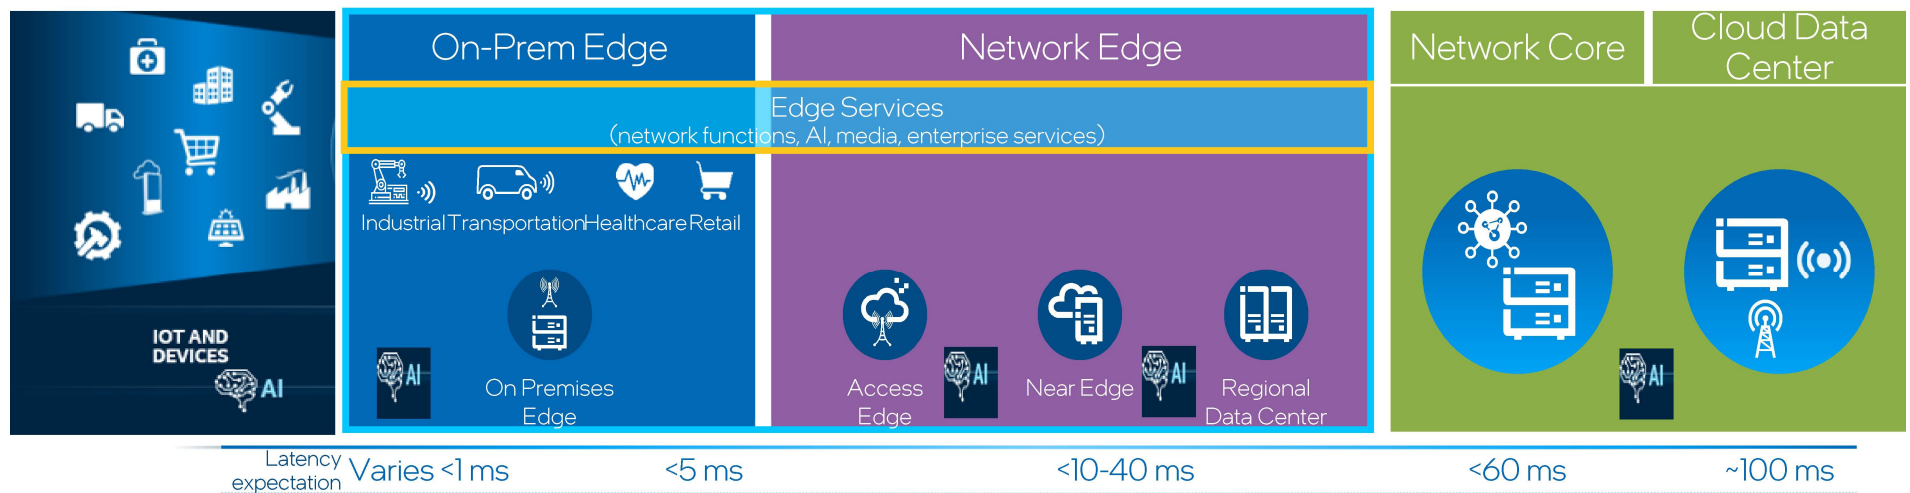 On-Prem Edge
Network Edge
Network Core
Cloud Data
Center
Edge Services
(network functions, AI, media, enterprise services)
Industrial
Transportation
Healthcare
Retail
IOT AND
DEVICES
AI
AI
On Premises
Edge
Access
Edge
AI
Near Edge
AI
Regional
Data Center
AI
Latency
expectation
Varies <1 ms
<5 ms
<10-40 ms
<60 ms
~100 ms